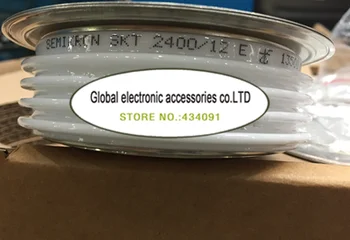 SEMIKRON SKT 2400/12 E
Global electronic accessories co.LTD
STORE NO.:434091